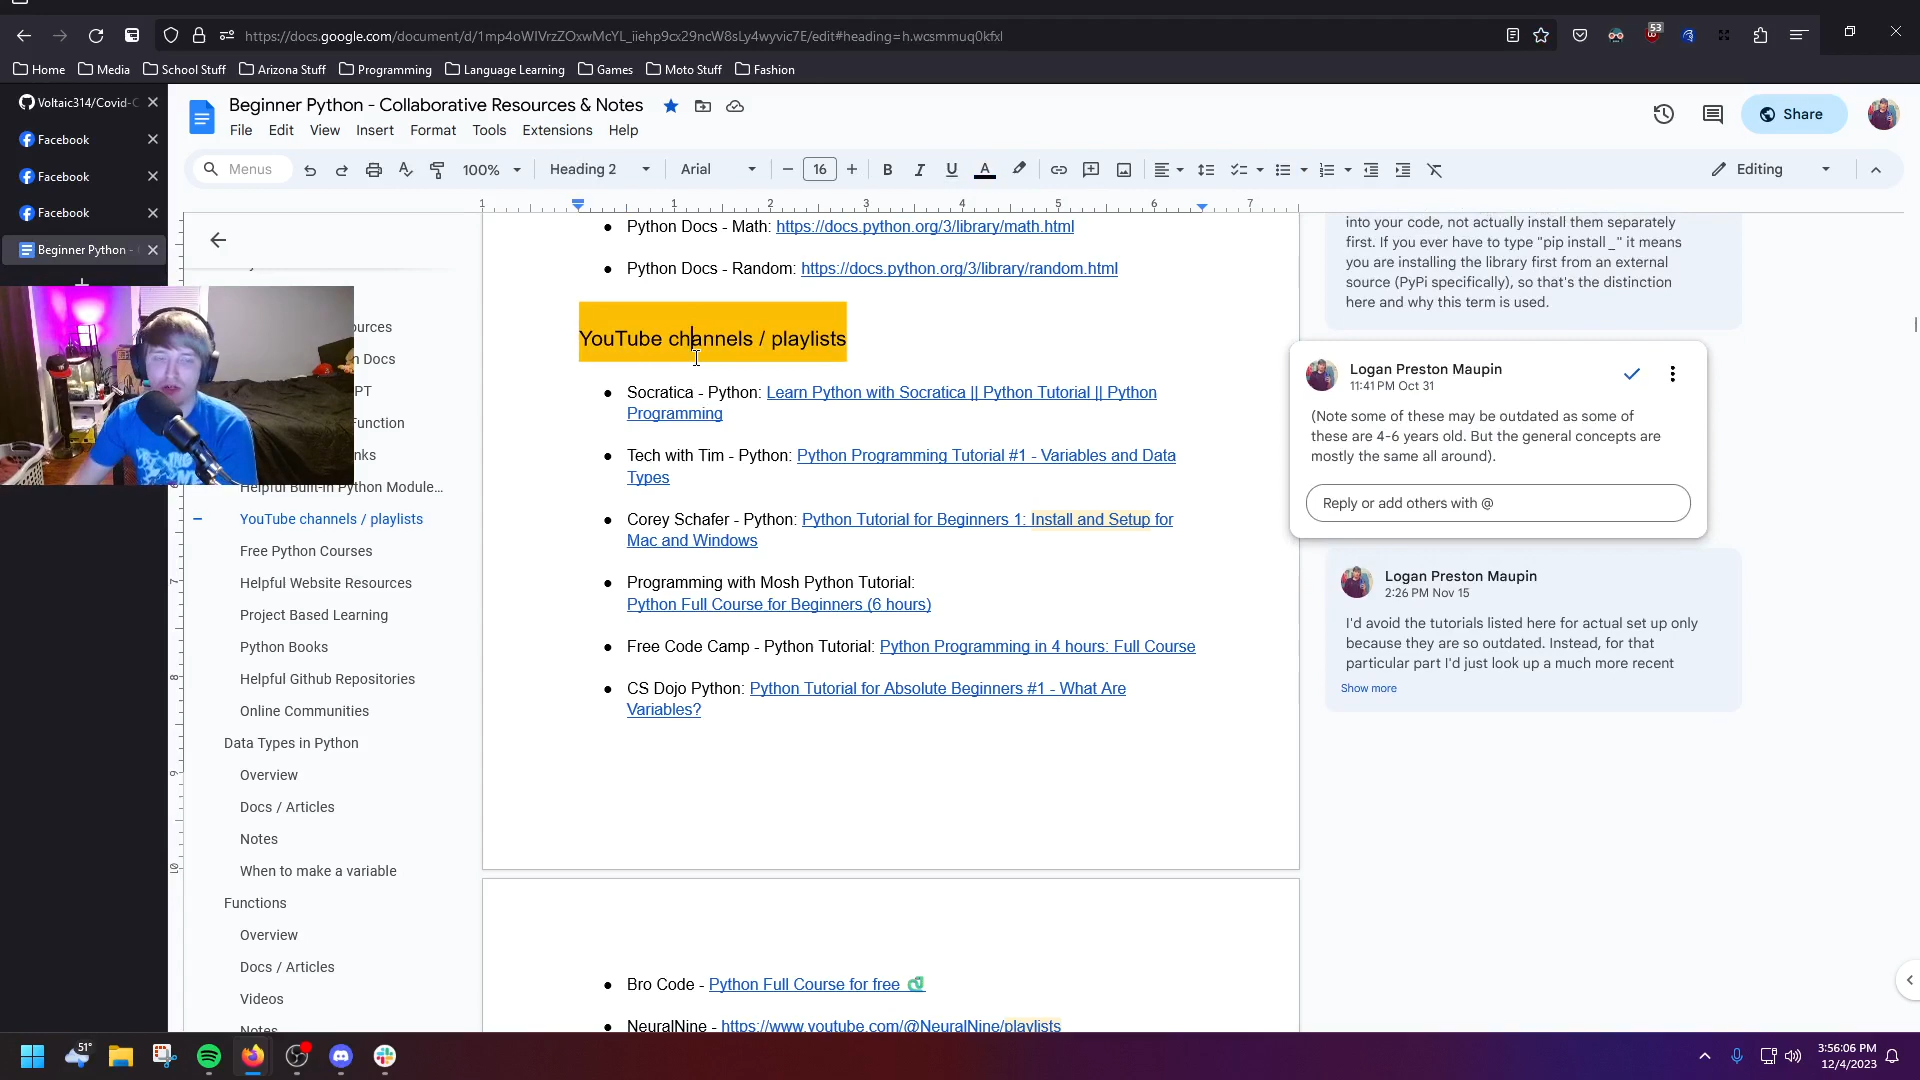 https://docs.google.com/document/d/1mp4oWIVrzZOxwMcYL_iiehp9cx29ncW8sLy4wyvic7E/edit#heading=h.wcsmmuq0kfxl
53
Home
Media
School Stuff
Arizona Stuff
Programming
Language Learning
Games
Moto Stuff
Fashion
Voltaic314/Covid-C
Facebook
Facebook
Facebook
Beginner Python -
Beginner Python - Collaborative Resources & Notes
File Edit View Insert Format Tools Extensions Help
Share
Menus
100%
Heading 2
Arial
16
Editing
1 1 2 3 4 5 6 7
ources
n Docs
PT
Function
nks
Helpful Built-in Python Module...
YouTube channels / playlists
Free Python Courses
Helpful Website Resources
Project Based Learning
Python Books
Helpful Github Repositories
Online Communities
Data Types in Python
Overview
Docs / Articles
Notes
When to make a variable
Functions
Overview
Docs / Articles
Videos
Notes
7
8
9
10
● Python Docs - Math: https://docs.python.org/3/library/math.html
● Python Docs - Random: https://docs.python.org/3/library/random.html
YouTube channels / playlists
● Socratica - Python: Learn Python with Socratica || Python Tutorial || Python
Programming
● Tech with Tim - Python: Python Programming Tutorial #1 - Variables and Data
Types
● Corey Schafer - Python: Python Tutorial for Beginners 1: Install and Setup for
Mac and Windows
● Programming with Mosh Python Tutorial:
Python Full Course for Beginners (6 hours)
● Free Code Camp - Python Tutorial: Python Programming in 4 hours: Full Course
● CS Dojo Python: Python Tutorial for Absolute Beginners #1 - What Are
Variables?
● Bro Code - Python Full Course for free
● NeuralNine - https://www.youtube.com/@NeuralNine/playlists
into your code, not actually install them separately
first. If you ever have to type "pip install _" it means
you are installing the library first from an external
source (PyPi specifically), so that's the distinction
here and why this term is used.
Logan Preston Maupin
11:41 PM Oct 31
(Note some of these may be outdated as some of
these are 4-6 years old. But the general concepts are
mostly the same all around).
Reply or add others with @
Logan Preston Maupin
2:26 PM Nov 15
I'd avoid the tutorials listed here for actual set up only
because they are so outdated. Instead, for that
particular part I'd just look up a much more recent
Show more
51°
3:56:06 PM
12/4/2023